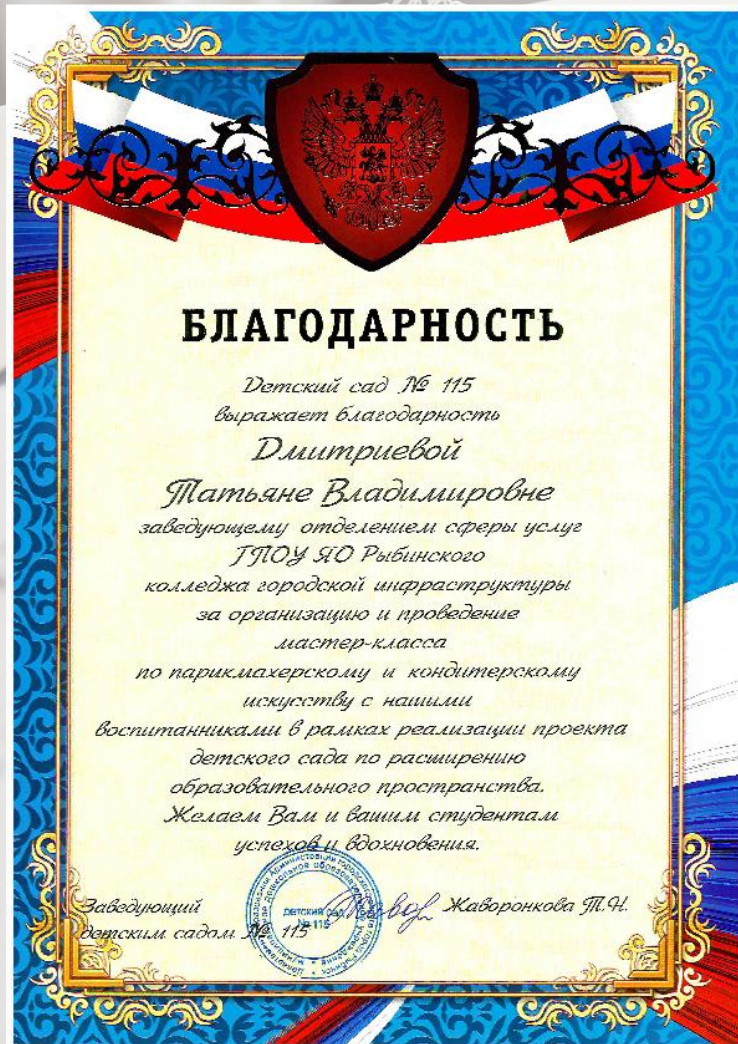 БЛАГОДАРНОСТЬ
Детский сад № 115
выражает благодарность
Дмитриевой
Татьяне Владимировне
заведующему отделением сферы услуг
ГПОУ ЯО Рыбинского
колледжа городской инфраструктуры
за организацию и проведение
мастер-класса
по парикмахерскому и кондитерскому
искусству с нашими
воспитанниками в рамках реализации проекта
детского сада по расширению
образовательного пространства.
Желаем Вам и вашим студентам
успехов и вдохновения.
Заведующий
детским садом № 115
Жаворонкова Т.Н.
детский сад
№ 115